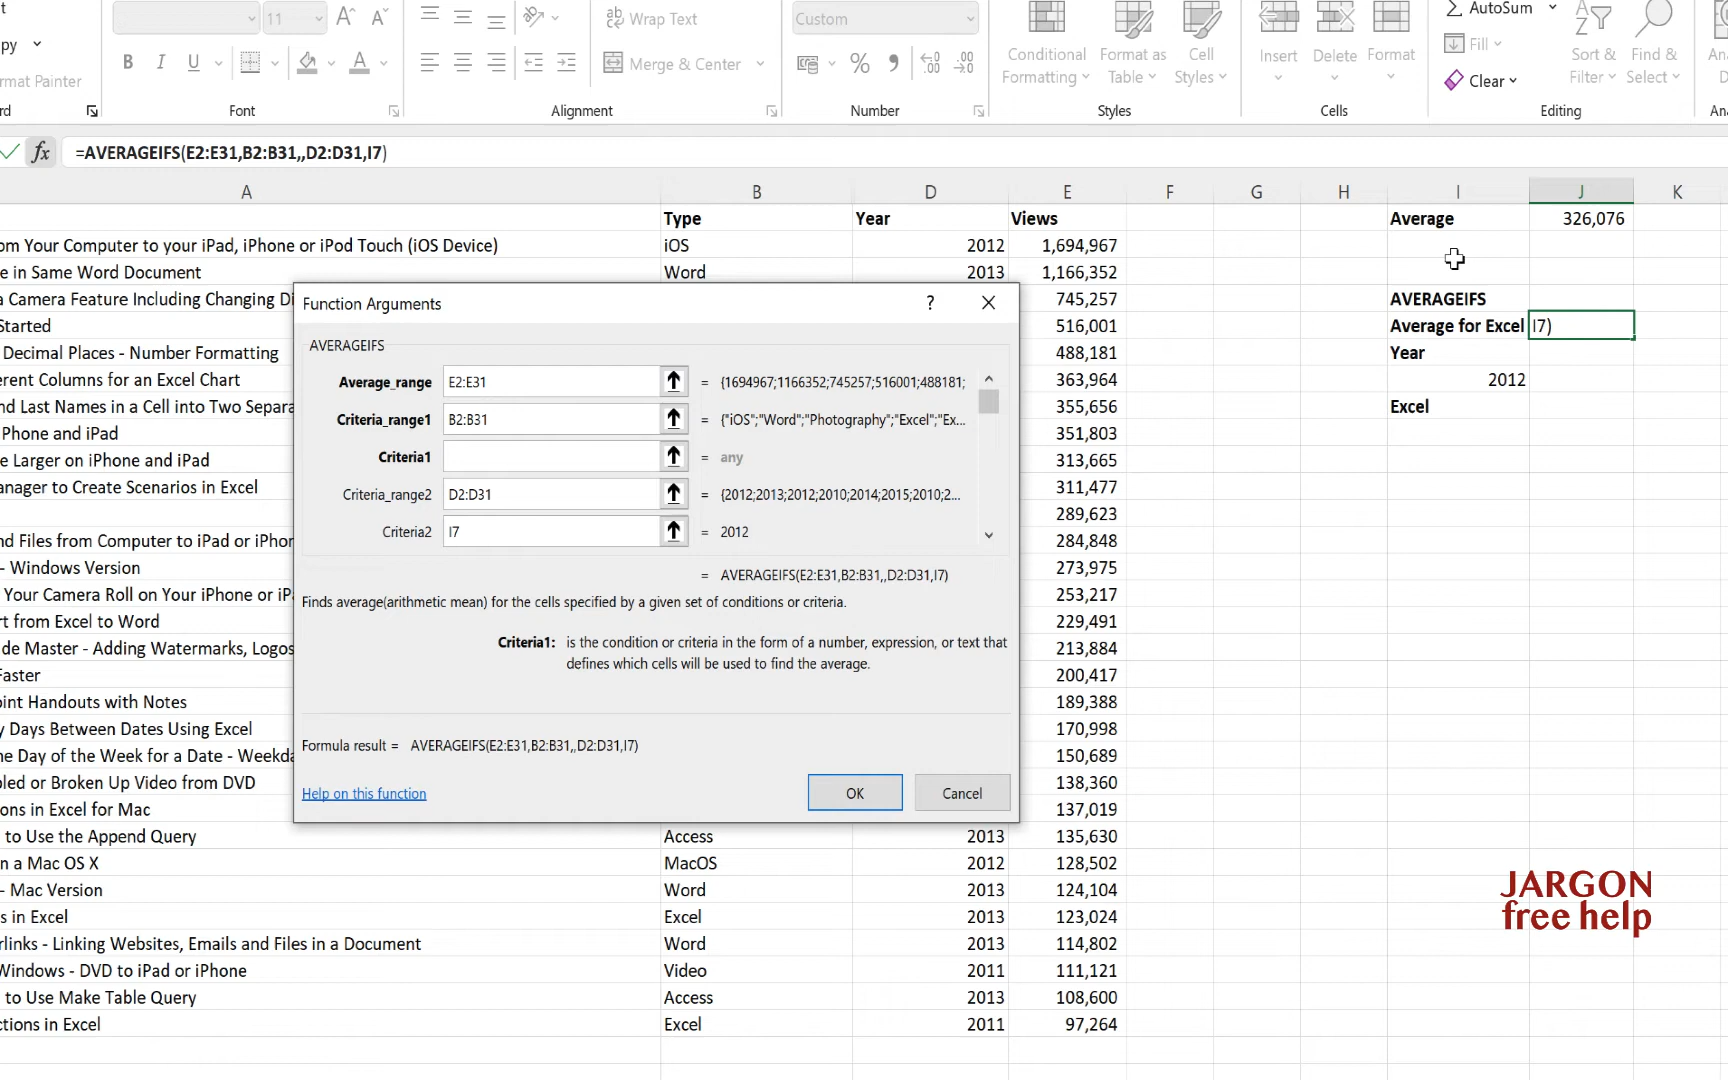 11
Wrap Text
Custom
AutoSum
py
Fill
rmat Painter
B I U
Merge & Center
%
Conditional Formatting
Format as Table
Cell Styles
Insert
Delete
Format
Clear
Sort & Filter
Find & Select
Ana
D
rd
Font
Alignment
Number
Styles
Cells
Editing
fx =AVERAGEIFS(E2:E31,B2:B31,,D2:D31,I7)
A B D E F G H I J K
Type Year Views Average 326,076
om Your Computer to your iPad, iPhone or iPod Touch (iOS Device) iOS 2012 1,694,967
e in Same Word Document Word 2013 1,166,352
a Camera Feature Including Changing Di 745,257 AVERAGEIFS
Started 516,001 Average for Excel I7)
Decimal Places - Number Formatting 488,181 Year
erent Columns for an Excel Chart 363,964 2012
nd Last Names in a Cell into Two Separa 355,656 Excel
Phone and iPad 351,803
e Larger on iPhone and iPad 313,665
anager to Create Scenarios in Excel 311,477
289,623
nd Files from Computer to iPad or iPhon 284,848
- Windows Version 273,975
Your Camera Roll on Your iPhone or iPa 253,217
rt from Excel to Word 229,491
de Master - Adding Watermarks, Logos 213,884
Faster 200,417
oint Handouts with Notes 189,388
y Days Between Dates Using Excel 170,998
he Day of the Week for a Date - Weekda 150,689
bled or Broken Up Video from DVD 138,360
ons in Excel for Mac 137,019
to Use the Append Query Access 2013 135,630
n a Mac OS X MacOS 2012 128,502
- Mac Version Word 2013 124,104
s in Excel Excel 2013 123,024
rlinks - Linking Websites, Emails and Files in a Document Word 2013 114,802
Windows - DVD to iPad or iPhone Video 2011 111,121
to Use Make Table Query Access 2013 108,600
ctions in Excel Excel 2011 97,264
Function Arguments ?
AVERAGEIFS
Average_range E2:E31 = {1694967;1166352;745257;516001;488181;
Criteria_range1 B2:B31 = {"iOS";"Word";"Photography";"Excel";"Ex...
Criteria1 = any
Criteria_range2 D2:D31 = {2012;2013;2012;2010;2014;2015;2010;2...
Criteria2 I7 = 2012
= AVERAGEIFS(E2:E31,B2:B31,,D2:D31,I7)
Finds average(arithmetic mean) for the cells specified by a given set of conditions or criteria.
Criteria1: is the condition or criteria in the form of a number, expression, or text that
defines which cells will be used to find the average.
Formula result = AVERAGEIFS(E2:E31,B2:B31,,D2:D31,I7)
Help on this function
OK
Cancel
JARGON
free help